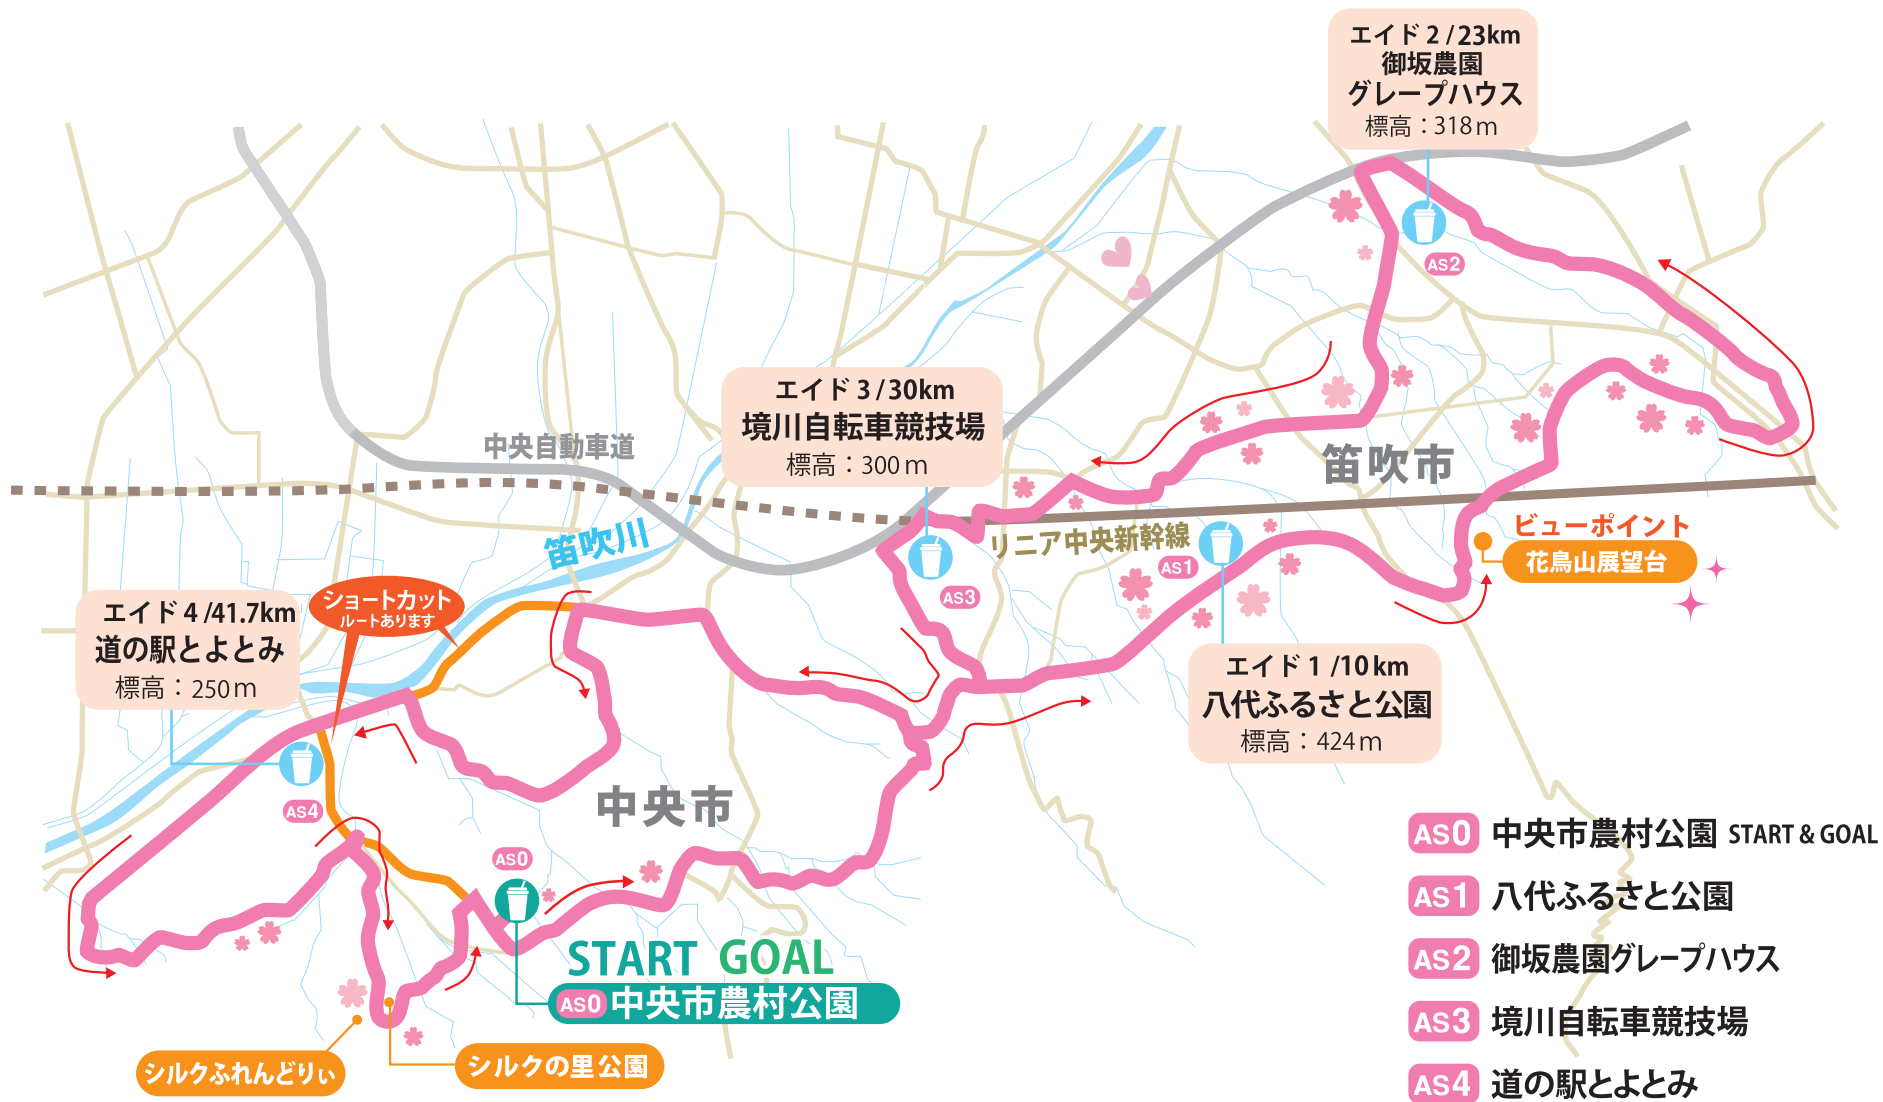 エイド 2 / 23km
御坂農園
グレープハウス
標高：318m
エイド 3 / 30km
境川自転車競技場
標高：300m
中央自動車道
笛吹市
笛吹川
リニア中央新幹線
ビューポイント
花鳥山展望台
ショートカット
ルートあります
エイド 4 /41.7km
道の駅とよとみ
標高：250m
エイド 1 /10 km
八代ふるさと公園
標高：424m
AS2
AS1
AS3
AS4
AS0
中央市
START GOAL
AS0 中央市農村公園
シルクふれんどりぃ
シルクの里公園
AS0 中央市農村公園 START & GOAL
AS1 八代ふるさと公園
AS2 御坂農園グレープハウス
AS3 境川自転車競技場
AS4 道の駅とよとみ